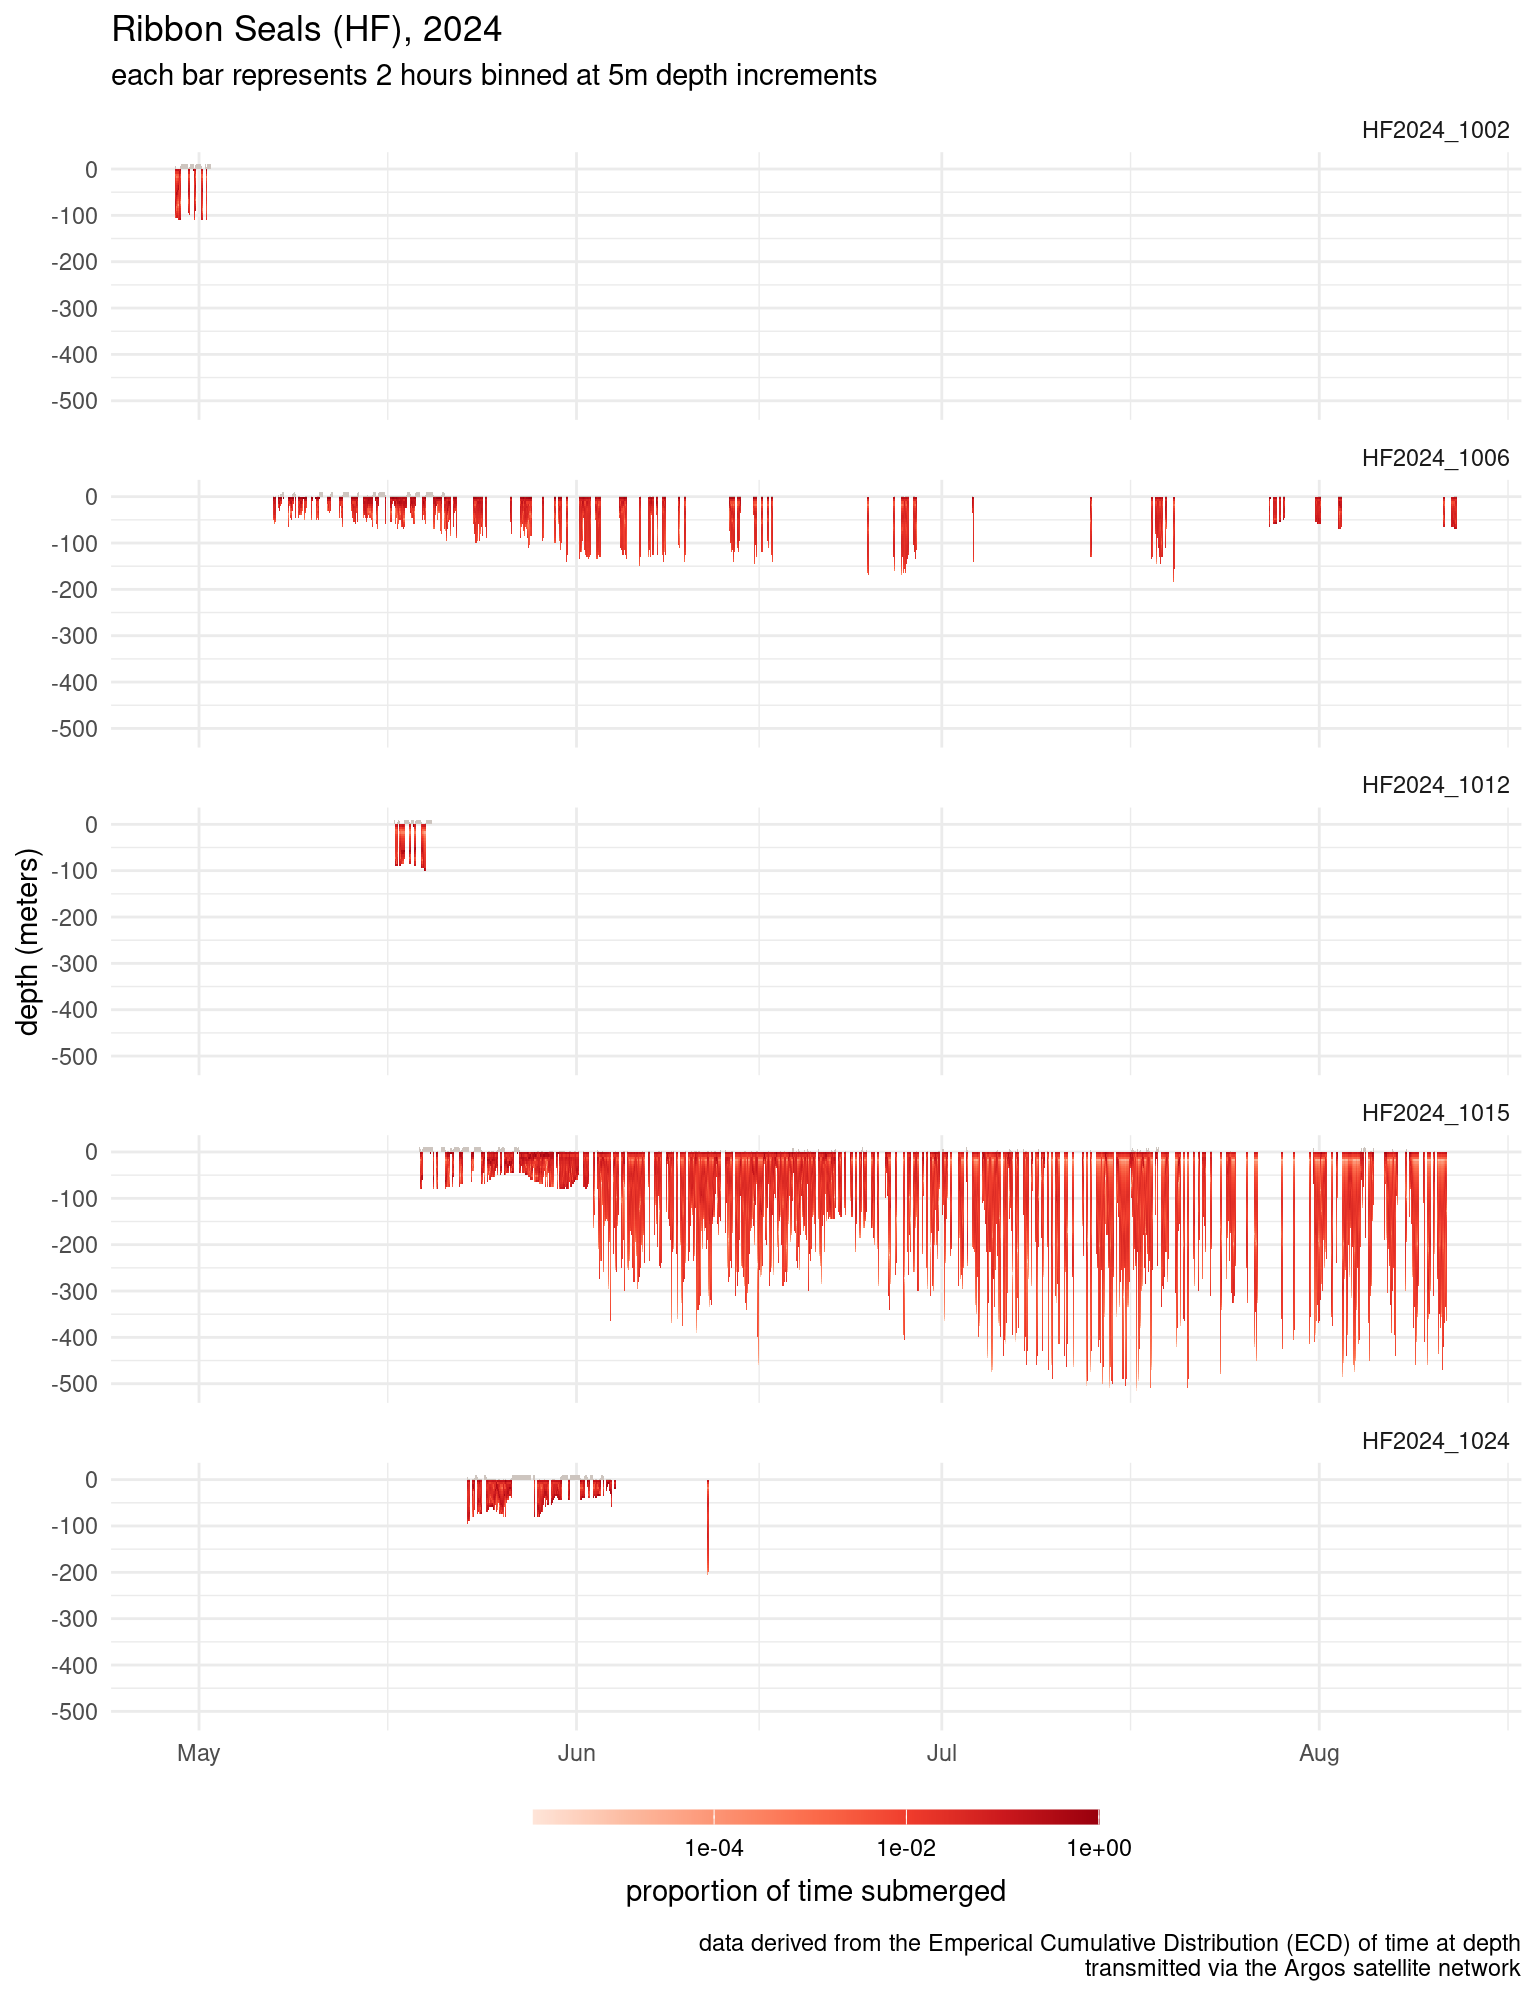 Ribbon Seals (HF), 2024
each bar represents 2 hours binned at 5m depth increments
HF2024_1002
0
-100
-200
-300
-400
-500
HF2024_1006
0
-100
-200
-300
-400
-500
HF2024_1012
0
-100
-200
-300
-400
-500
depth (meters)
HF2024_1015
0
-100
-200
-300
-400
-500
HF2024_1024
0
-100
-200
-300
-400
-500
May Jun Jul Aug
1e-04 1e-02 1e+00
proportion of time submerged
data derived from the Emperical Cumulative Distribution (ECD) of time at depth
transmitted via the Argos satellite network